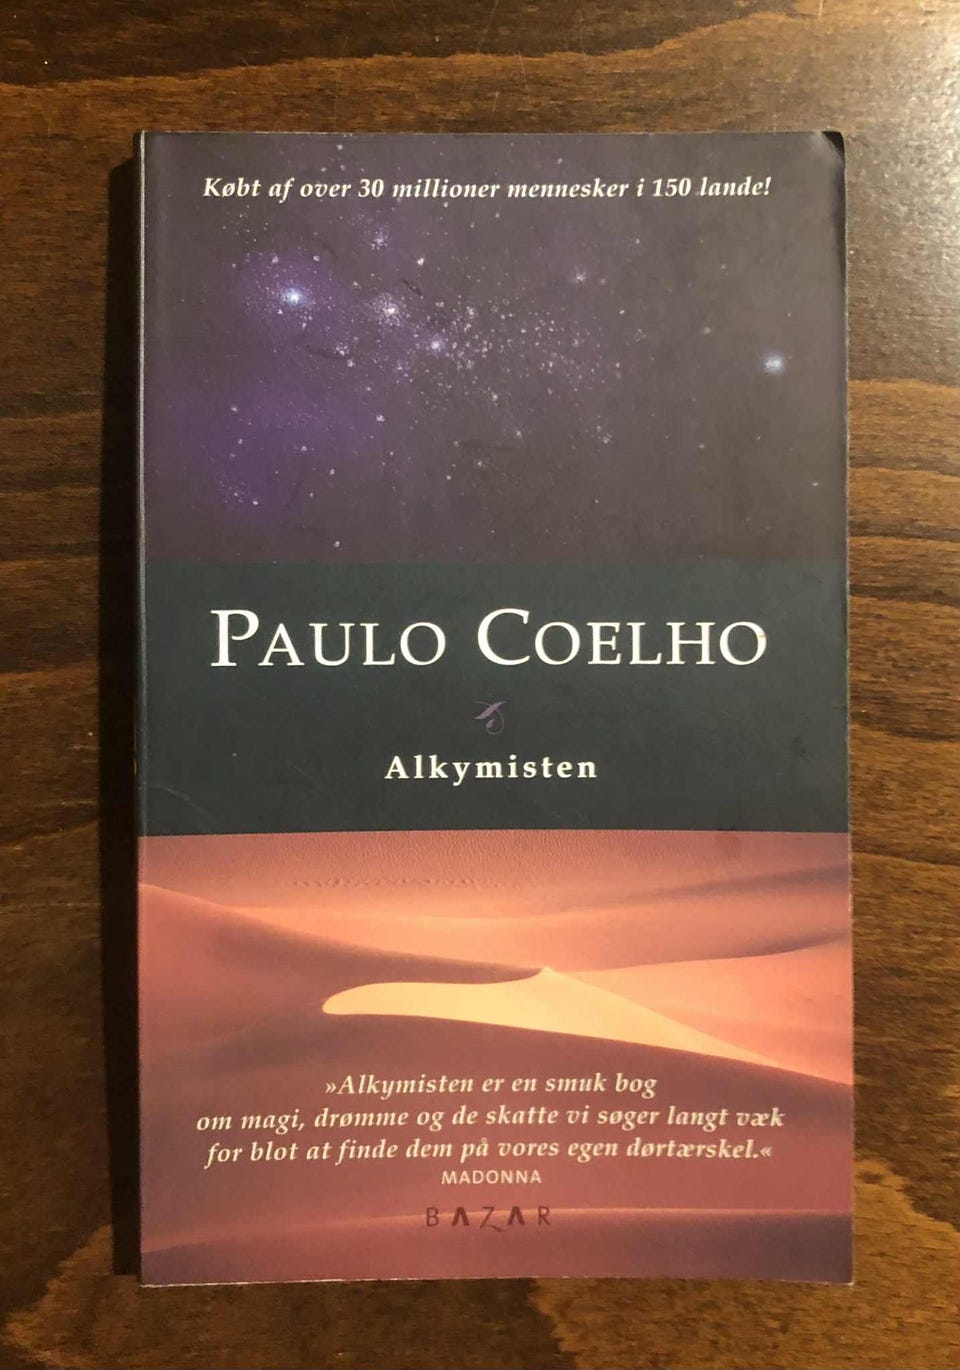 Købt af over 30 millioner mennesker i 150 lande!
PAULO COELHO
Alkymisten
»Alkymisten er en smuk bog
om magi, drømme og de skatte vi søger langt væk
for blot at finde dem på vores egen dørtærskel.«
MADONNA
BAZAR